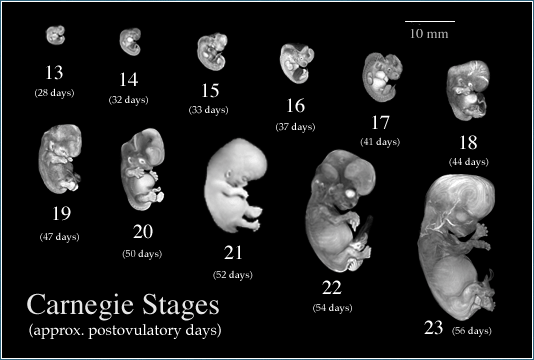 10 mm
13
(28 days)
14
(32 days)
15
(33 days)
16
(37 days)
17
(41 days)
18
(44 days)
19
(47 days)
20
(50 days)
21
(52 days)
22
(54 days)
23 (56 days)
Carnegie Stages
(approx. postovulatory days)